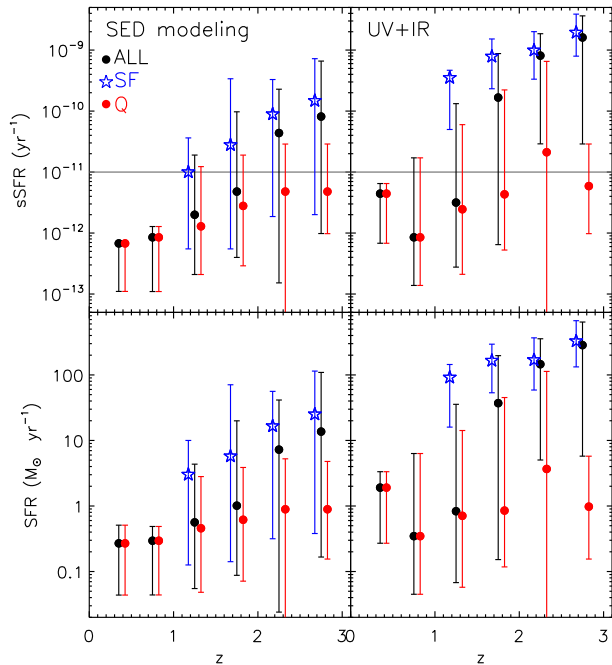 SED modeling
UV+IR
ALL
SF
Q
sSFR (yr⁻¹)
10⁻⁹
10⁻¹⁰
10⁻¹¹
10⁻¹²
10⁻¹³
SFR (M⊙ yr⁻¹)
100
10
1
0.1
0 1 2 3 0 1 2 3
z z